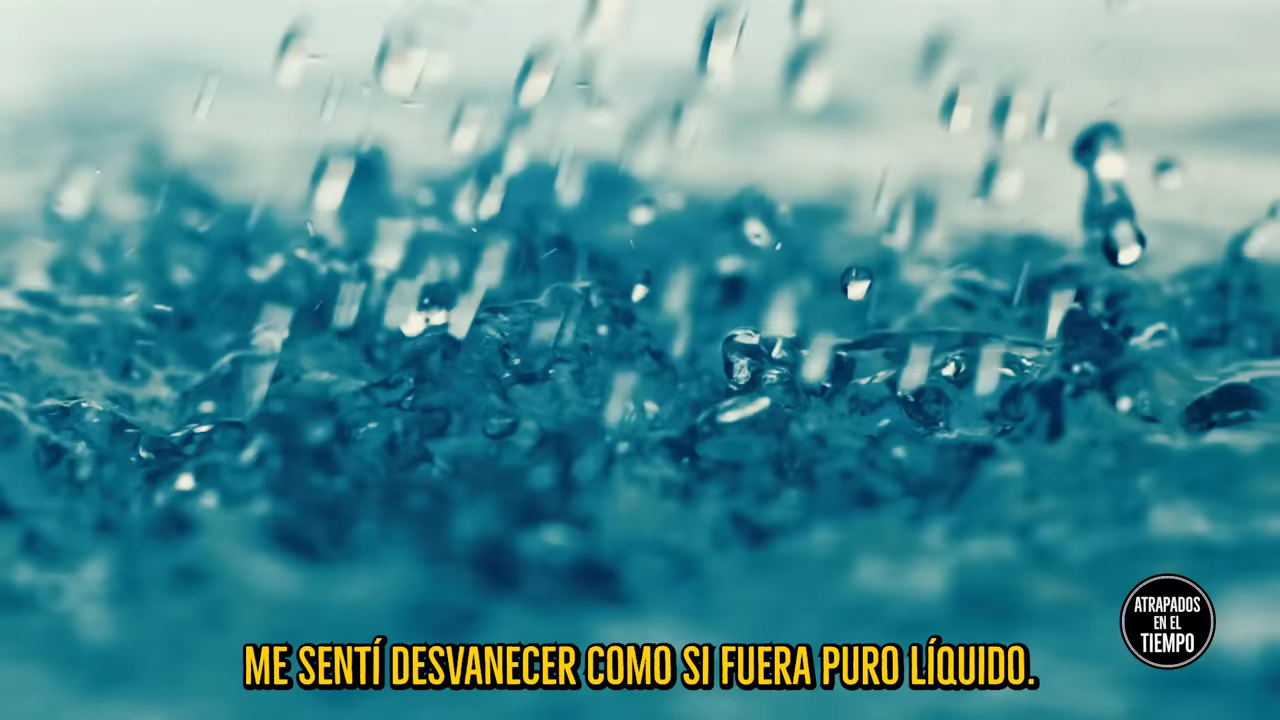 ATRAPADOS
EN EL
TIEMPO
ME SENTÍ DESVANECER COMO SI FUERA PURO LÍQUIDO.